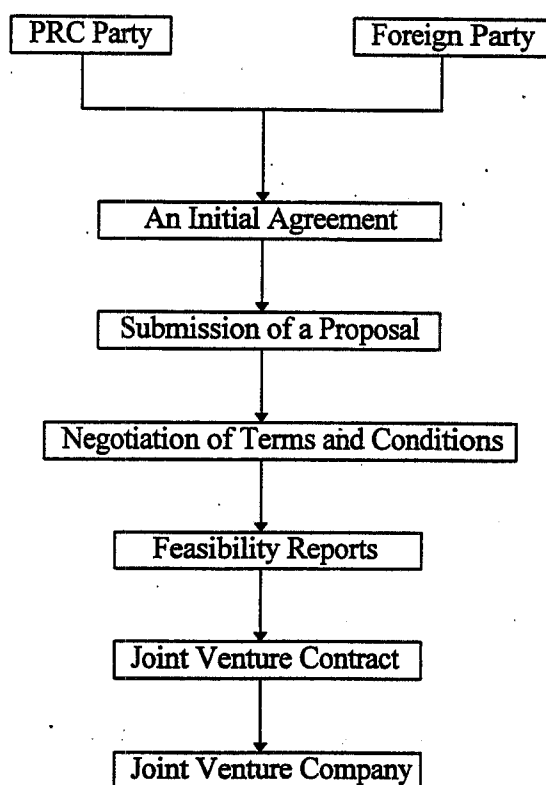 PRC Party
Foreign Party
An Initial Agreement
Submission of a Proposal
Negotiation of Terms and Conditions
Feasibility Reports
Joint Venture Contract
Joint Venture Company